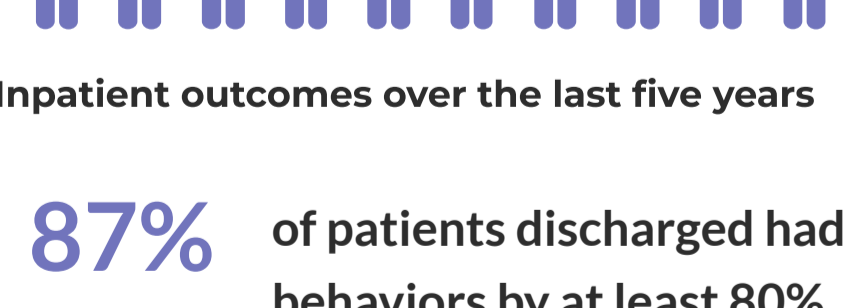 Inpatient outcomes over the last five years
87%
of patients discharged had
behaviors by at least 80%